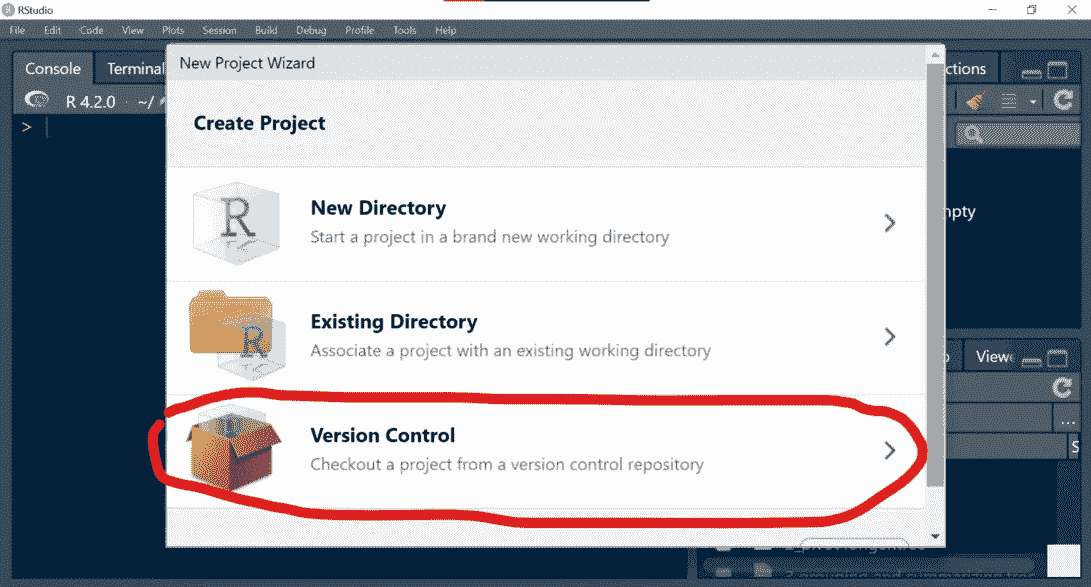 RStudio
File Edit Code View Plots Session Build Debug Profile Tools Help
Console Terminal ctions
New Project Wizard
R 4.2.0 · ~/
>
Create Project
R
New Directory
Start a project in a brand new working directory
npty
R
Existing Directory
Associate a project with an existing working directory
Viewe
Version Control
Checkout a project from a version control repository
...
S